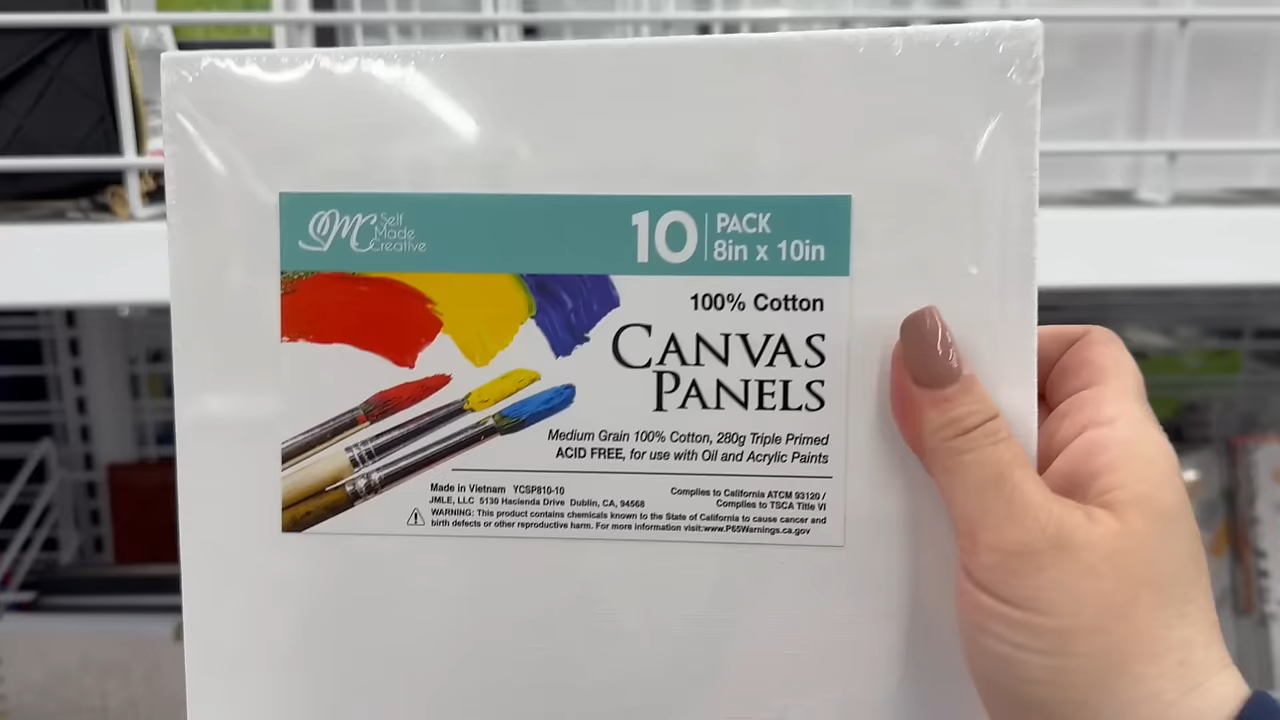 Self
Made
Creative
10 PACK
8in x 10in
100% Cotton
CANVAS
PANELS
Medium Grain 100% Cotton, 280g Triple Primed
ACID FREE, for use with Oil and Acrylic Paints
Made in Vietnam YCSP810-10
JMLE, LLC 5130 Hacienda Drive Dublin, CA, 94568
Complies to California ATCM 93120 /
Complies to TSCA Title VI
WARNING: This product contains chemicals known to the State of California to cause cancer and
birth defects or other reproductive harm. For more information visit:www.P65Warnings.ca.gov